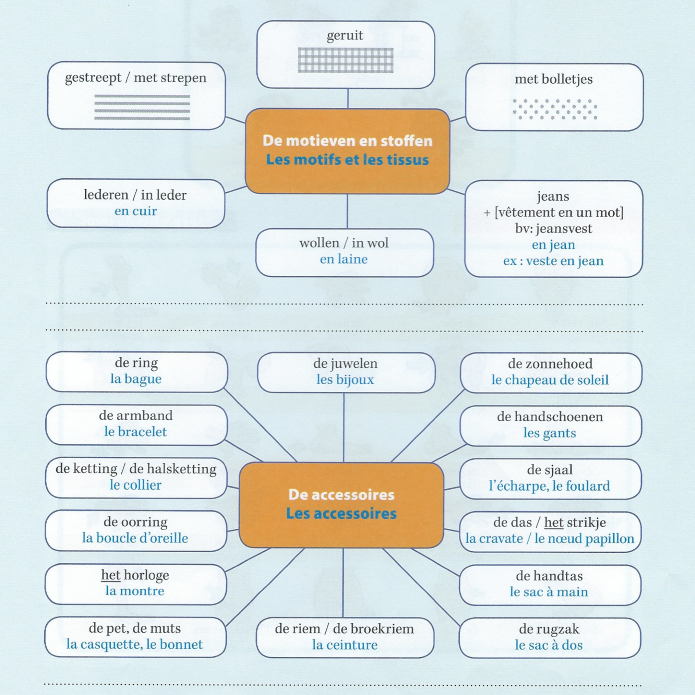 geruit
gestreept / met strepen
met bolletjes
De motieven en stoffen
Les motifs et les tissus
lederen / in leder
en cuir
wollen / in wol
en laine
jeans
+ [vêtement en un mot]
bv: jeansvest
en jean
ex : veste en jean
de ring
la bague
de juwelen
les bijoux
de zonnehoed
le chapeau de soleil
de armband
le bracelet
de handschoenen
les gants
de ketting / de halsketting
le collier
de sjaal
l'écharpe, le foulard
De accessoires
Les accessoires
de oorring
la boucle d'oreille
de das / het strikje
la cravate / le nœud papillon
het horloge
la montre
de handtas
le sac à main
de pet, de muts
la casquette, le bonnet
de riem / de broekriem
la ceinture
de rugzak
le sac à dos